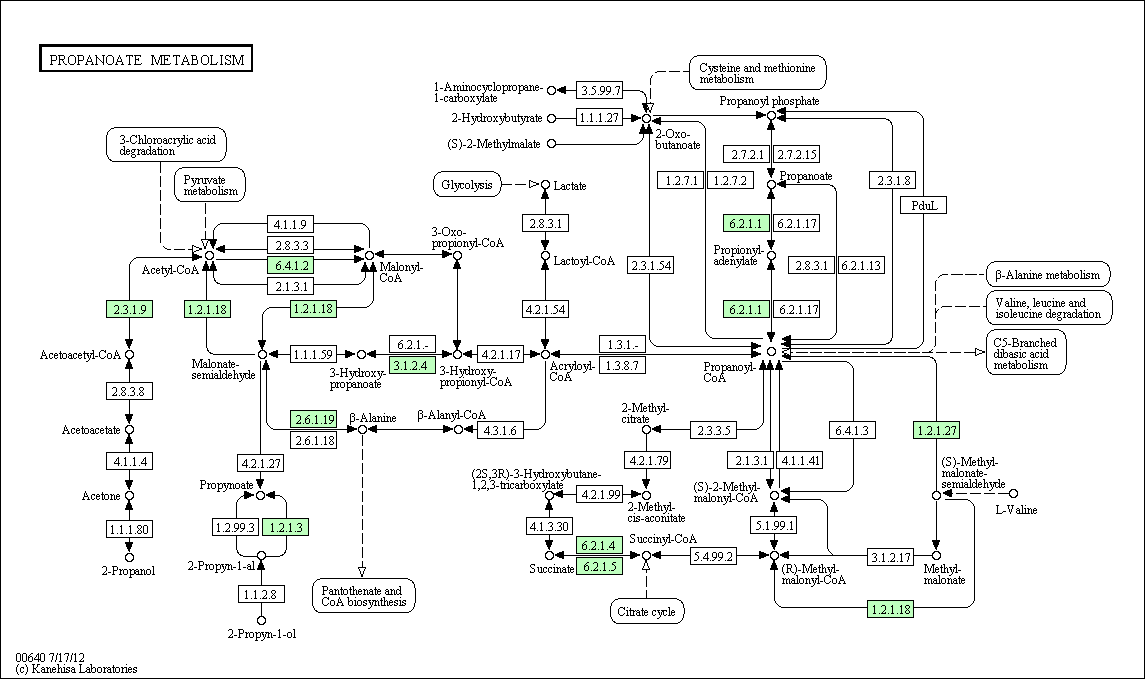 PROPANOATE METABOLISM
Cysteine and methionine
metabolism
1-Aminocyclopropane-
1-carboxylate
3.5.99.7
Propanoyl phosphate
2-Hydroxybutyrate
1.1.1.27
2-Oxo-
butanoate
(S)-2-Methylmalate
3-Chloroacrylic acid
degradation
2.7.2.1
2.7.2.15
Pyruvate
metabolism
Glycolysis
Lactate
1.2.7.1
1.2.7.2
Propanoate
2.3.1.8
PduL
4.1.1.9
2.8.3.1
6.2.1.1
6.2.1.17
2.8.3.3
3-Oxo-
propionyl-CoA
Acetyl-CoA
6.4.1.2
Malonyl-
CoA
Lactoyl-CoA
Propionyl-
adenylate
2.3.1.54
2.8.3.1
6.2.1.13
2.1.3.1
β-Alanine metabolism
2.3.1.9
1.2.1.18
1.2.1.18
4.2.1.54
6.2.1.1
6.2.1.17
Valine, leucine and
isoleucine degradation
Acetoacetyl-CoA
Malonate-
semialdehyde
1.1.1.59
6.2.1.-
3.1.2.4
4.2.1.17
1.3.1.-
1.3.8.7
C5-Branched
dibasic acid
metabolism
3-Hydroxy-
propanoate
3-Hydroxy-
propionyl-CoA
Acryloyl-
CoA
Propanoyl-
CoA
2.8.3.8
Acetoacetate
2.6.1.19
2.6.1.18
β-Alanine
β-Alanyl-CoA
4.3.1.6
2-Methyl-
citrate
2.3.3.5
6.4.1.3
1.2.1.27
4.1.1.4
4.2.1.27
4.2.1.79
2.1.3.1
4.1.1.41
(S)-Methyl-
malonate-
semialdehyde
Acetone
Propynoate
(2S,3R)-3-Hydroxybutane-
1,2,3-tricarboxylate
4.2.1.99
2-Methyl-
cis-aconitate
(S)-2-Methyl-
malonyl-CoA
L-Valine
1.1.1.80
1.2.99.3
1.2.1.3
4.1.3.30
5.1.99.1
2-Propanol
2-Propyn-1-al
Succinate
6.2.1.4
6.2.1.5
Succinyl-CoA
5.4.99.2
(R)-Methyl-
malonyl-CoA
3.1.2.17
Methyl-
malonate
1.1.2.8
Pantothenate and
CoA biosynthesis
Citrate cycle
1.2.1.18
2-Propyn-1-ol
00640 7/17/12
(c) Kanehisa Laboratories